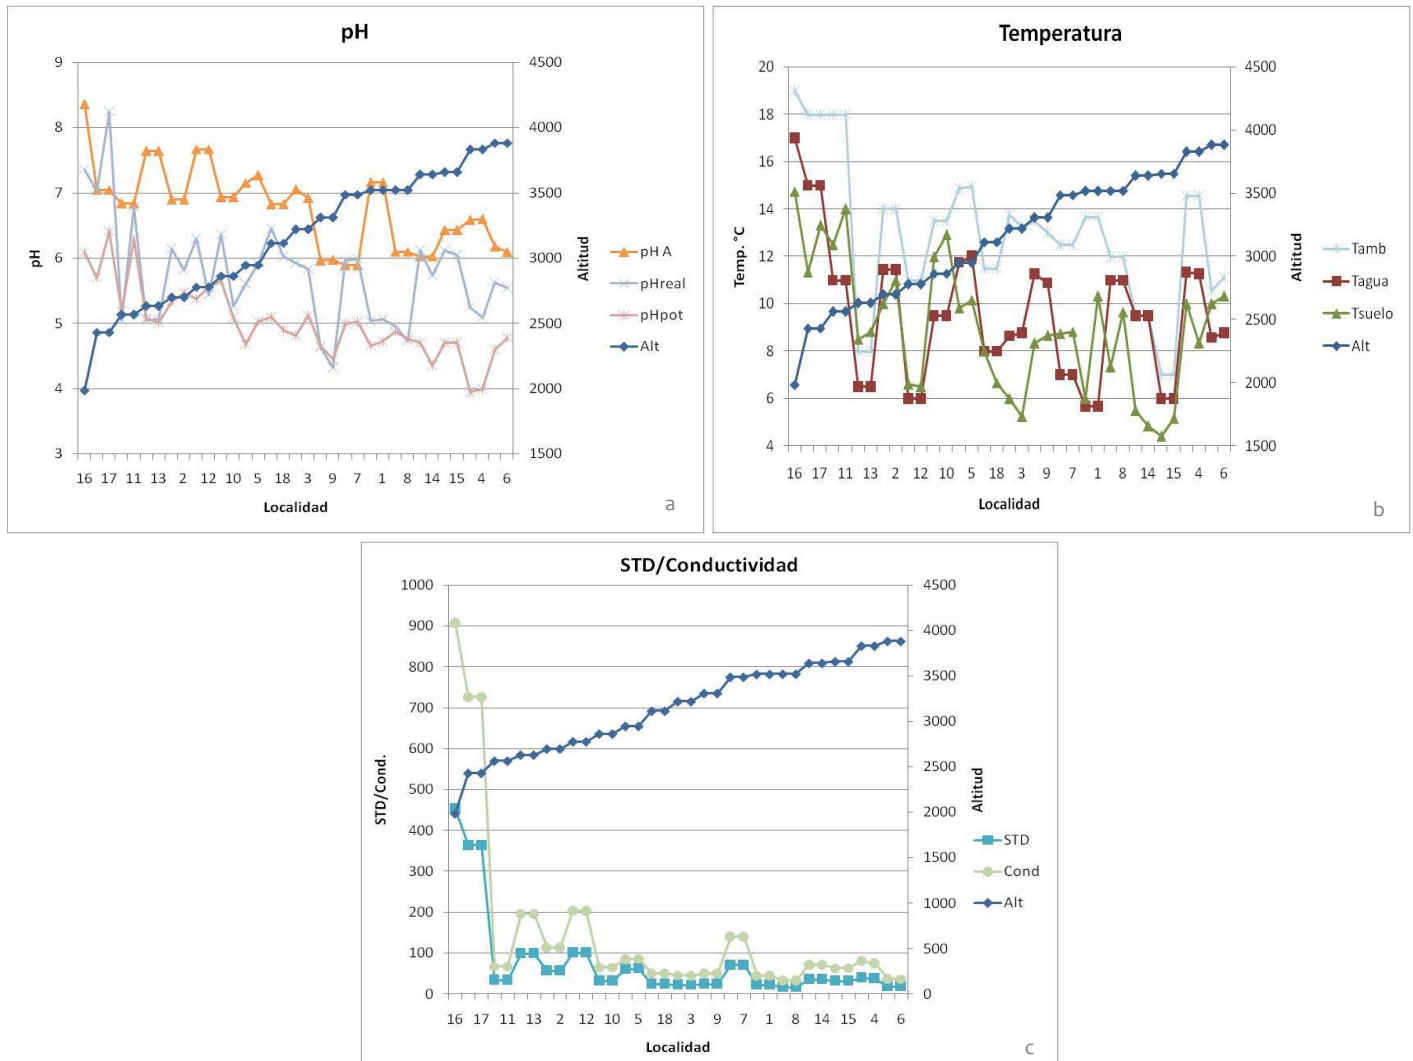 pH
9 4500
8 4000
7 3500
6 3000
5 2500
4 2000
3 1500
pH
Altitud
16 17 11 13 2 12 10 5 18 3 9 7 1 8 14 15 4 6
Localidad
pH A
pHreal
pHpot
Alt
a
Temperatura
20 4500
18 4000
16 3500
14 3000
12 2500
10 2000
8 1500
6
4
Temp. °C
Altitud
16 17 11 13 2 12 10 5 18 3 9 7 1 8 14 15 4 6
Localidad
Tamb
Tagua
Tsuelo
Alt
b
STD/Conductividad
1000 4500
900 4000
800 3500
700 3000
600 2500
500 2000
400 1500
300 1000
200 500
100 0
0
STD/Cond.
Altitud
16 17 11 13 2 12 10 5 18 3 9 7 1 8 14 15 4 6
Localidad
STD
Cond
Alt
c